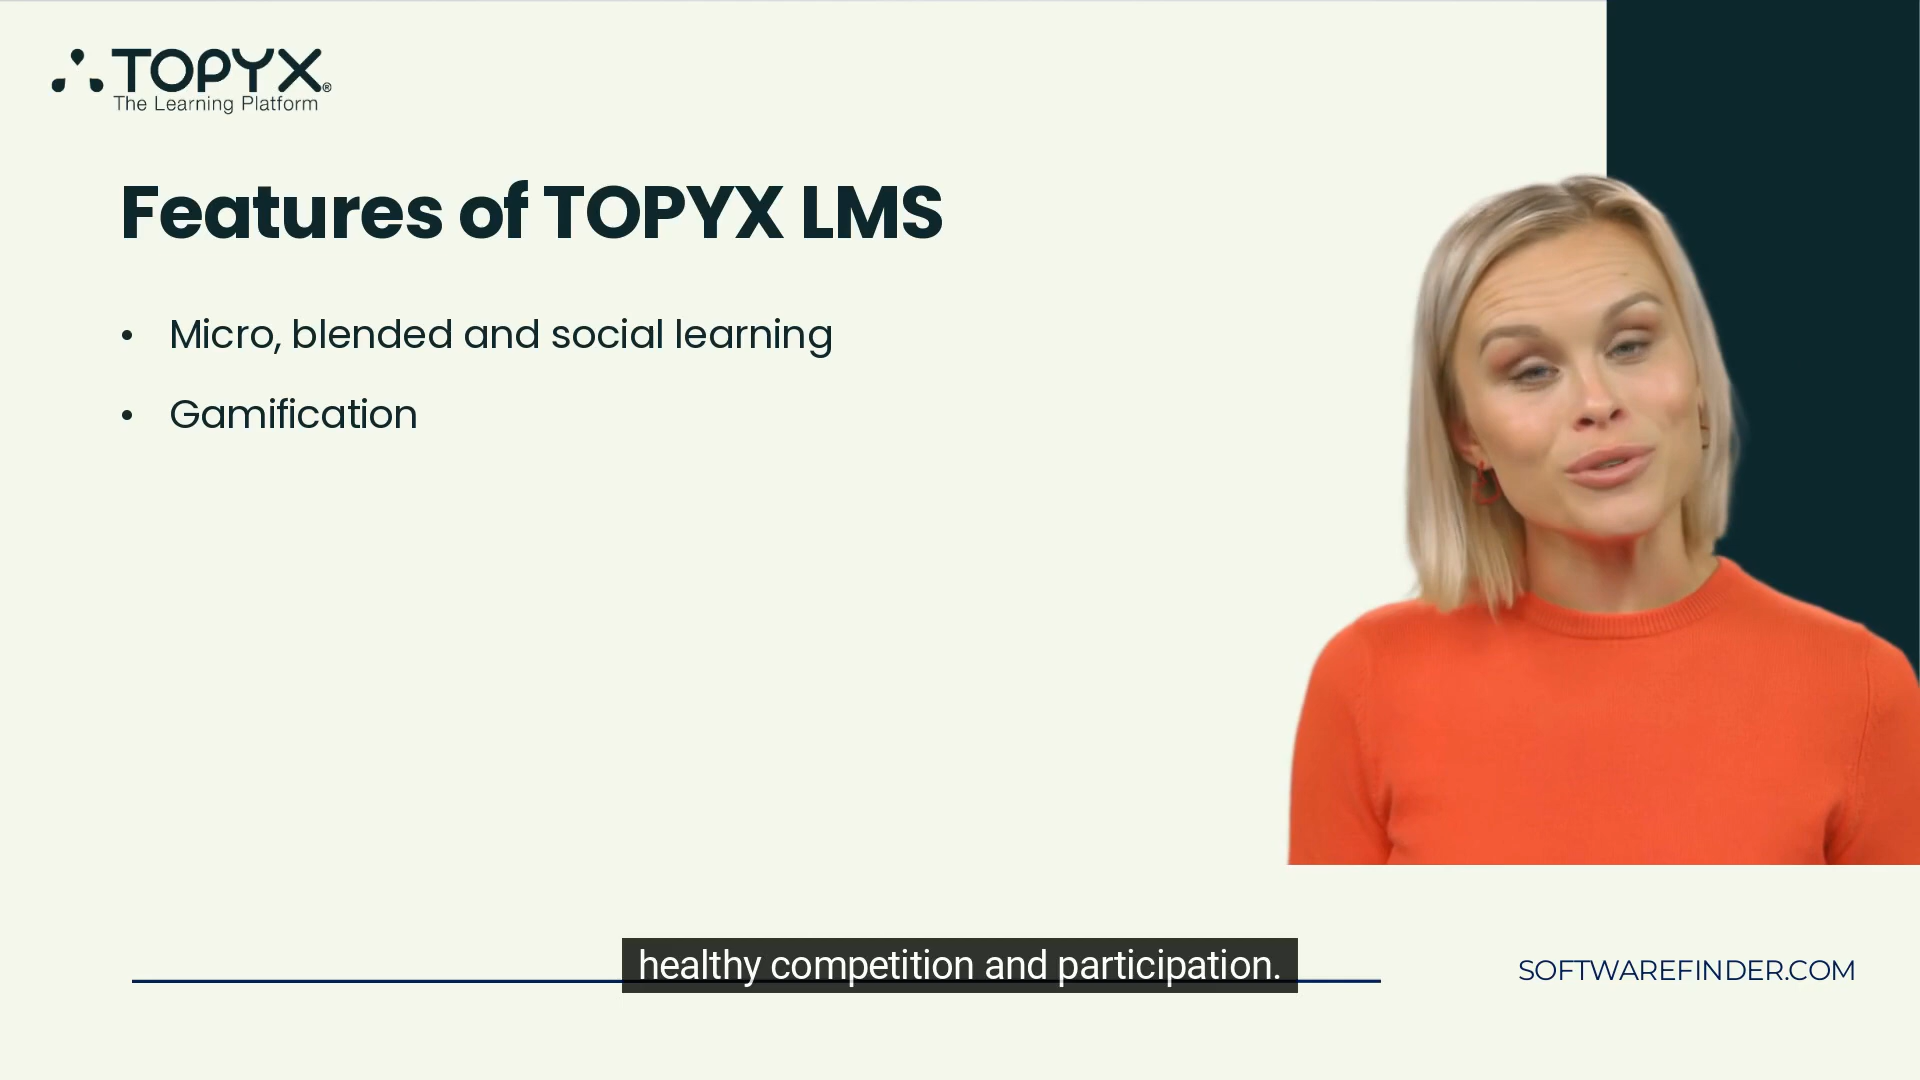 TOPYX®
The Learning Platform
Features of TOPYX LMS
• Micro, blended and social learning
• Gamification
healthy competition and participation.
SOFTWAREFINDER.COM